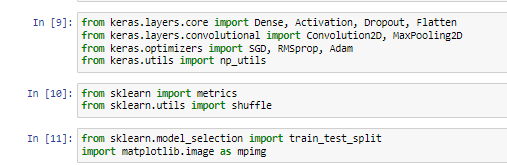 In [9]: from keras.layers.core import Dense, Activation, Dropout, Flatten
from keras.layers.convolutional import Convolution2D, MaxPooling2D
from keras.optimizers import SGD, RMSprop, Adam
from keras.utils import np_utils
In [10]: from sklearn import metrics
from sklearn.utils import shuffle
In [11]: from sklearn.model_selection import train_test_split
import matplotlib.image as mpimg